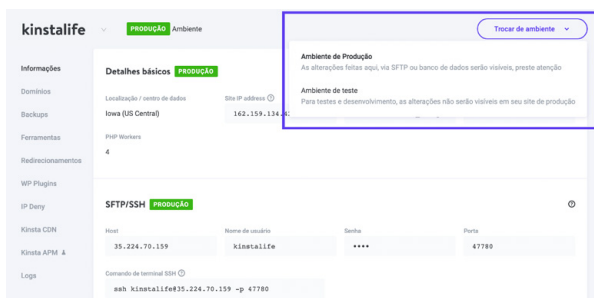 kinstalife
PRODUÇÃO Ambiente
Trocar de ambiente
Ambiente de Produção
As alterações feitas aqui, via SFTP ou banco de dados serão visíveis, preste atenção
Ambiente de teste
Para testes e desenvolvimento, as alterações não serão visíveis em seu site de produção
Informações
Domínios
Backups
Ferramentas
Redirecionamentos
WP Plugins
IP Deny
Kinsta CDN
Kinsta APM
Logs
Detalhes básicos PRODUÇÃO
Localização / centro de dados
Site IP address
Iowa (US Central)
162.159.134.42
PHP Workers
4
SFTP/SSH PRODUÇÃO
Host
Nome de usuário
Senha
Porta
35.224.70.159
kinstalife
••••
47780
Comando de terminal SSH
ssh kinstalife@35.224.70.159 -p 47780